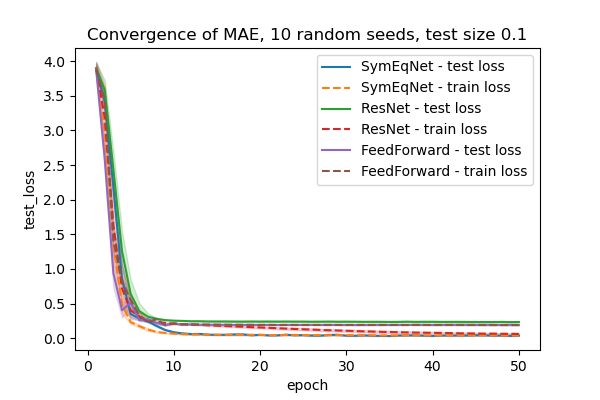 Convergence of MAE, 10 random seeds, test size 0.1
SymEqNet - test loss
SymEqNet - train loss
ResNet - test loss
ResNet - train loss
FeedForward - test loss
FeedForward - train loss
test_loss
4.0
3.5
3.0
2.5
2.0
1.5
1.0
0.5
0.0
0 10 20 30 40 50
epoch